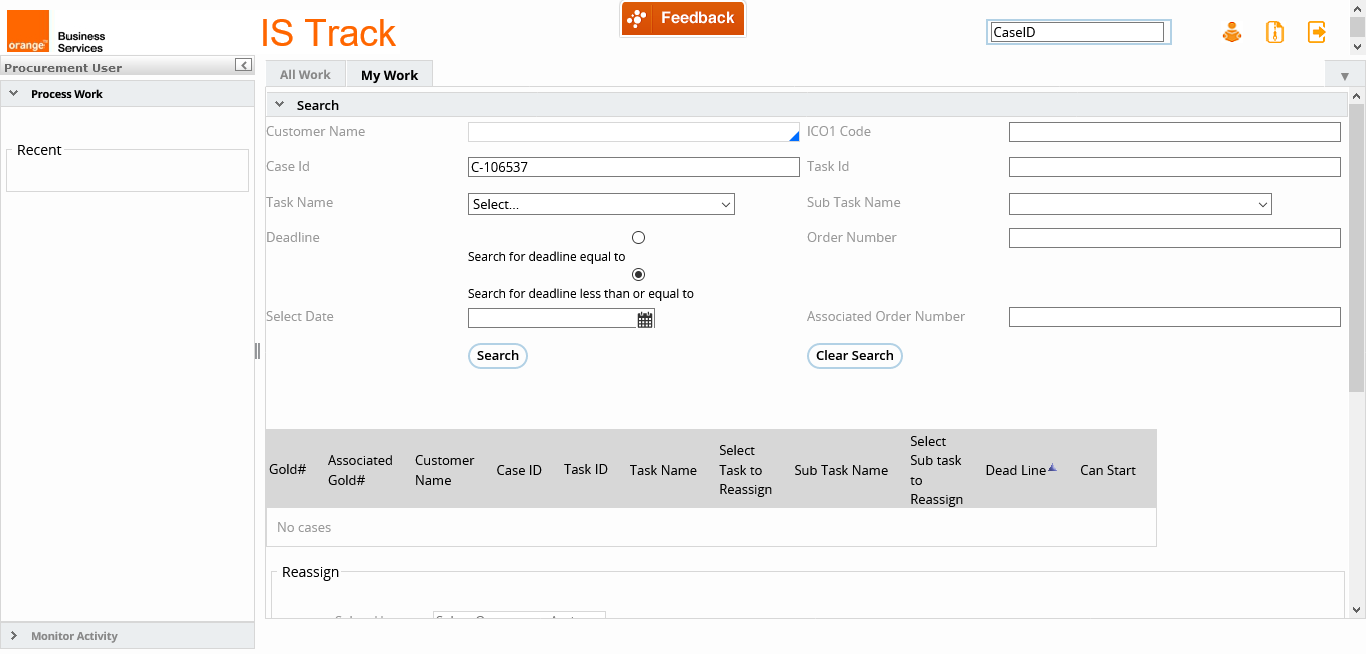 orange™
Business
Services
IS Track
Feedback
CaseID
Procurement User
Process Work
Recent
Monitor Activity
All Work
My Work
Search
Customer Name
ICO1 Code
Case Id
C-106537
Task Id
Task Name
Select...
Sub Task Name
Deadline
Order Number
Search for deadline equal to
Search for deadline less than or equal to
Select Date
Associated Order Number
Search
Clear Search
Gold#
Associated
Gold#
Customer
Name
Case ID
Task ID
Task Name
Select
Task to
Reassign
Sub Task Name
Select
Sub task
to
Reassign
Dead Line
Can Start
No cases
Reassign